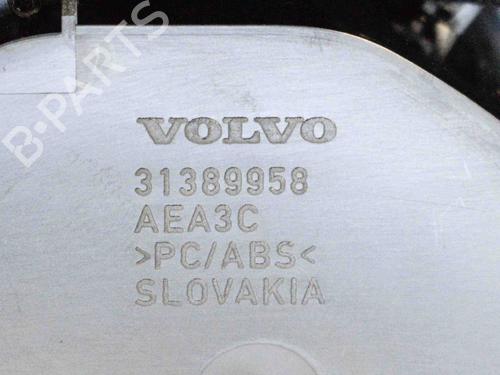 B-PARTS
VOLVO
31389958
AEA3C
>PC/ABS<
SLOVAKIA